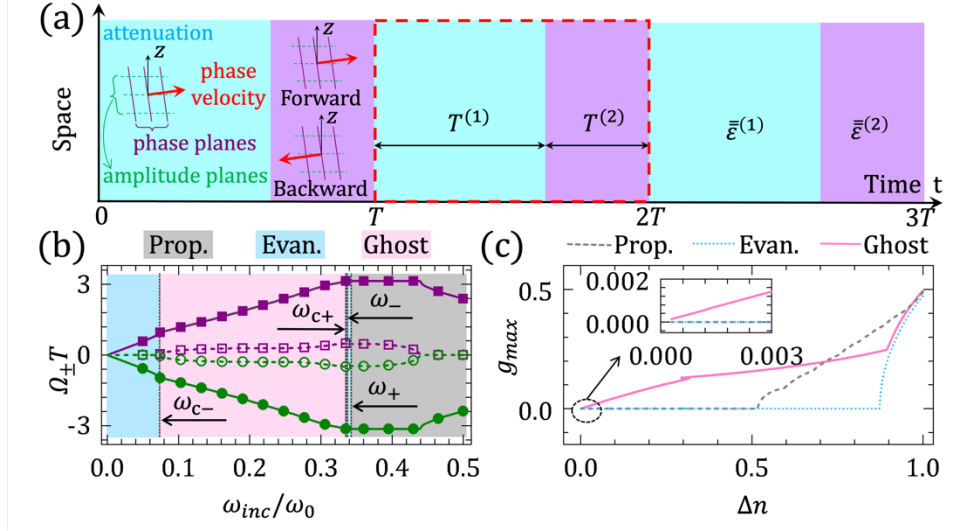 (a)
Space
attenuation
z
phase
velocity
phase planes
amplitude planes
z
Forward
z
Backward
T⁽¹⁾
T⁽²⁾
ε̿⁽¹⁾
ε̿⁽²⁾
Time t
0
T
2T
3T
(b)
Prop.
Evan.
Ghost
Ω±T
3
0
-3
ω_c+
ω_-
ω_c-
ω_+
0.0
0.1
0.2
0.3
0.4
0.5
ω_inc/ω_0
(c)
Prop.
Evan.
Ghost
g_max
0.5
0.0
0.002
0.000
0.000
0.003
0.0
0.5
1.0
Δn